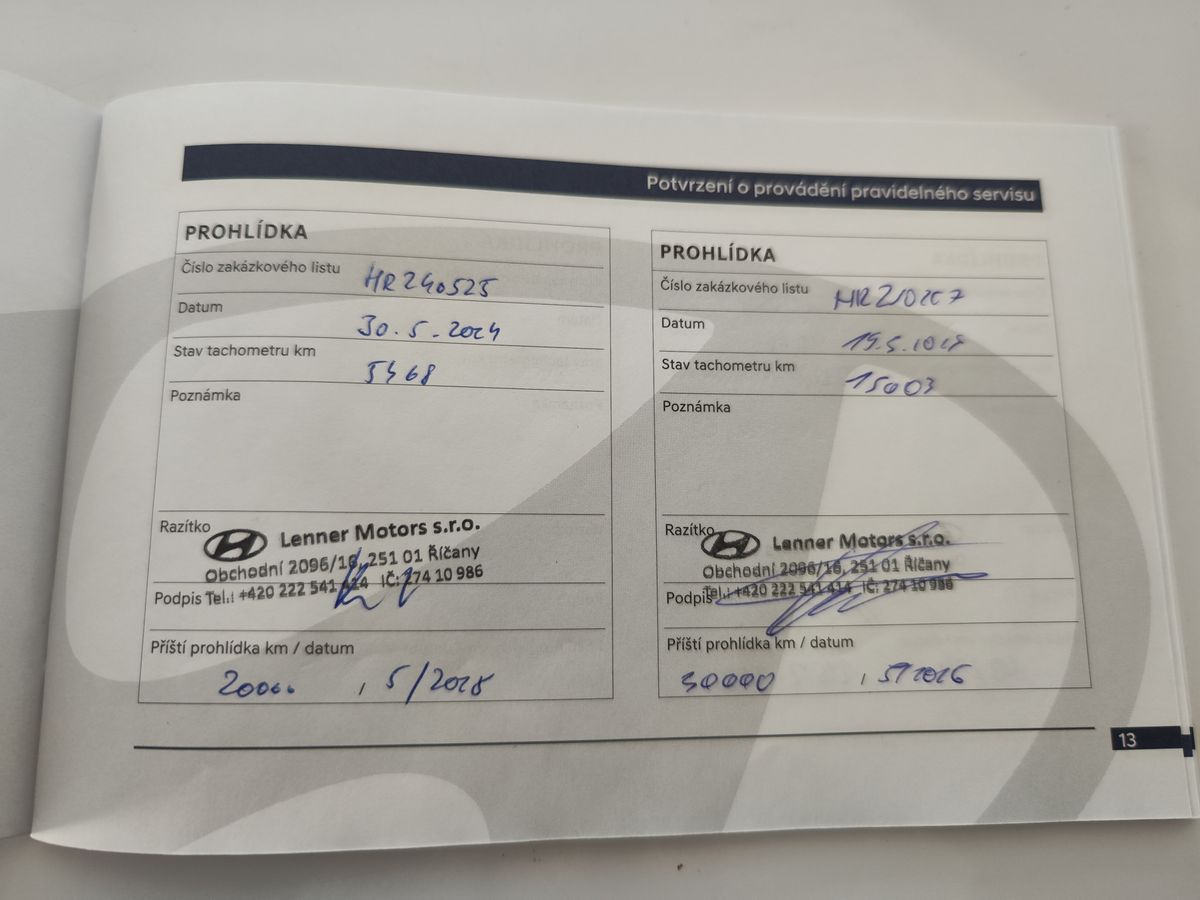 Potvrzení o provádění pravidelného servisu
PROHLÍDKA
Číslo zakázkového listu HR240525
Datum 30.5.2024
Stav tachometru km 5468
Poznámka
Razítko
Lenner Motors s.r.o.
Obchodní 2096/16, 251 01 Říčany
Tel.: +420 222 541 414 IČ: 274 10 986
Podpis
Příští prohlídka km / datum
, 5/2025
PROHLÍDKA
Číslo zakázkového listu
Datum
Stav tachometru km 15003
Poznámka
Razítko
Lenner Motors s.r.o.
Obchodní 2096/16, 251 01 Říčany
Tel.: +420 222 541 414 IČ: 274 10 986
Podpis
Příští prohlídka km / datum
30000 , 5/2026
13